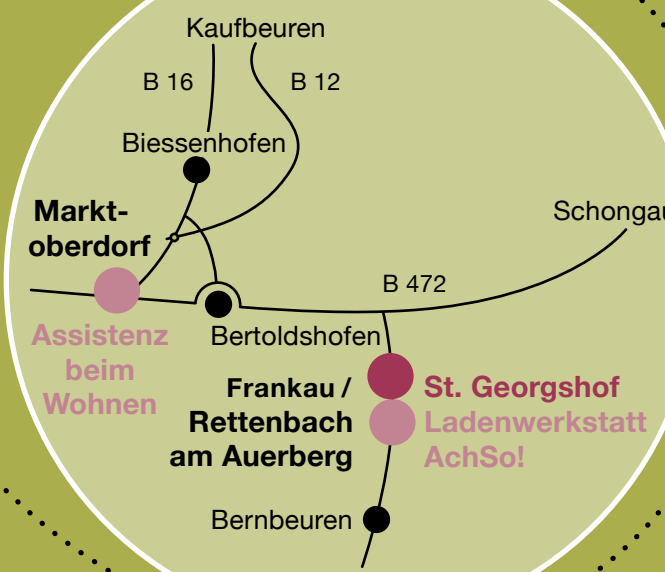 Kaufbeuren
B 16
B 12
Biessenhofen
Markt-
oberdorf
Schongau
B 472
Assistenz
beim
Wohnen
Bertoldshofen
Frankau /
Rettenbach
am Auerberg
St. Georgshof
Ladenwerkstatt
AchSo!
Bernbeuren